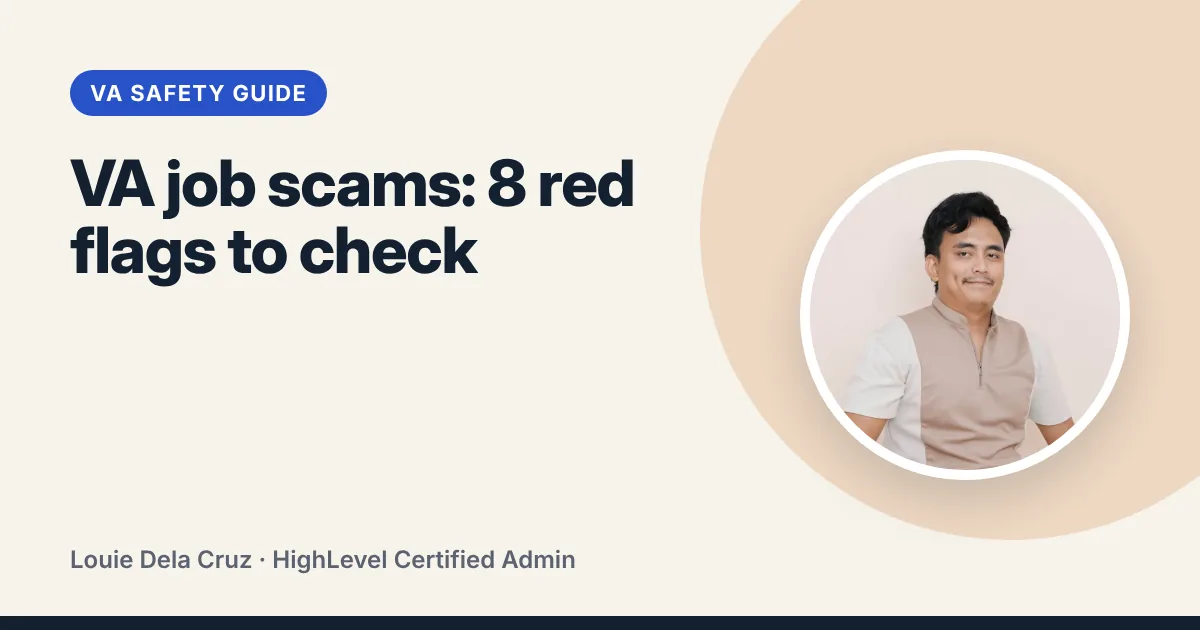 VA SAFETY GUIDE
VA job scams: 8 red
flags to check
Louie Dela Cruz · HighLevel Certified Admin